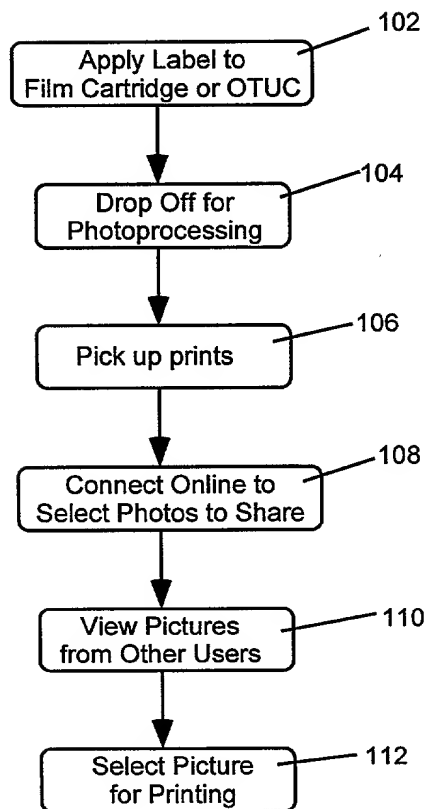 102
Apply Label to
Film Cartridge or OTUC
104
Drop Off for
Photoprocessing
106
Pick up prints
108
Connect Online to
Select Photos to Share
110
View Pictures
from Other Users
112
Select Picture
for Printing